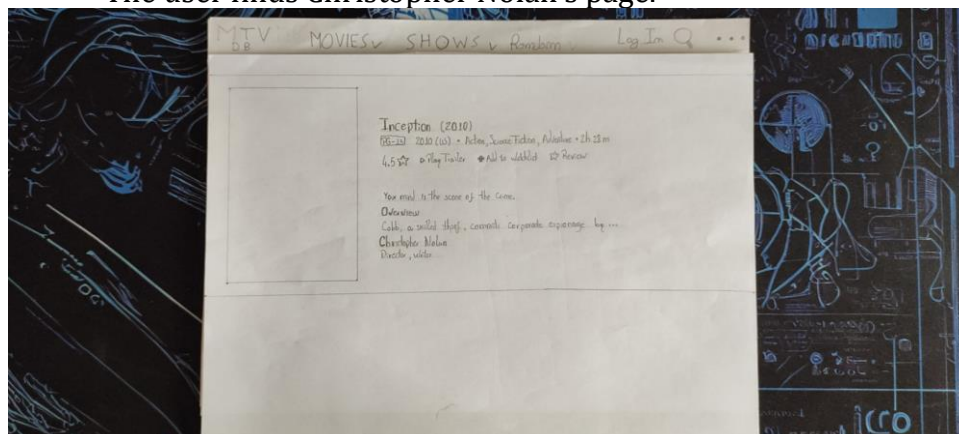 The user finds Christopher Nolan's page.
MTV DB MOVIES SHOWS Random Log In ...
Inception (2010)
PG-13 2010 (US) • Action, Science Fiction, Adventure • 2h 28m
4.5 Play Trailer Add to watchlist Review
Your mind is the scene of the crime.
Overview
Cobb, a skilled thief, commits corporate espionage by ...
Christopher Nolan
Director, writer